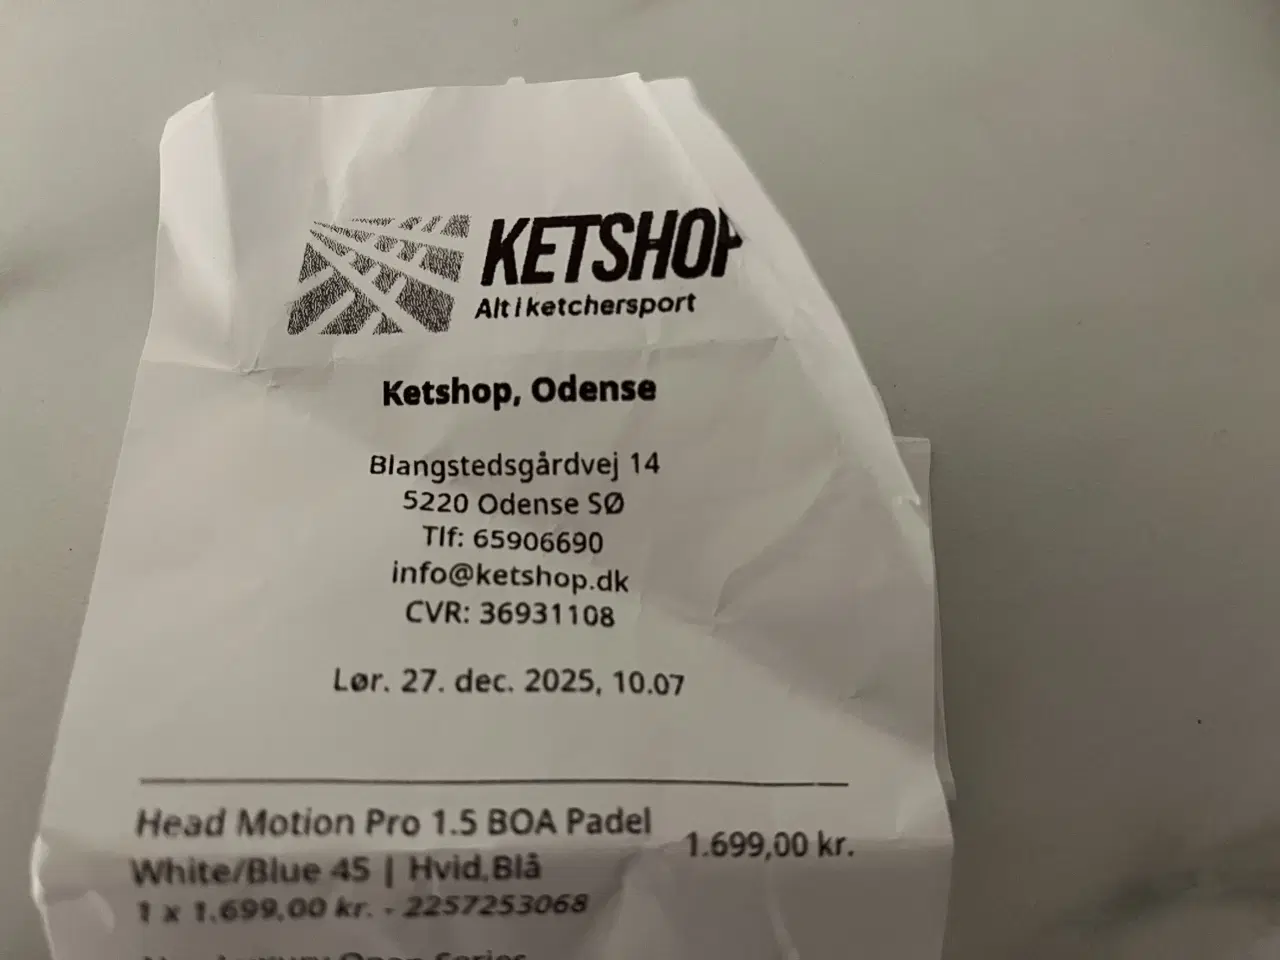 KETSHOP
Alt i ketchersport
Ketshop, Odense
Blangstedsgårdvej 14
5220 Odense SØ
Tlf: 65906690
info@ketshop.dk
CVR: 36931108
Lør. 27. dec. 2025, 10.07
Head Motion Pro 1.5 BOA Padel
White/Blue 45 | Hvid,Blå
1.699,00 kr.
1 x 1.699,00 kr. - 2257253068
Open Series